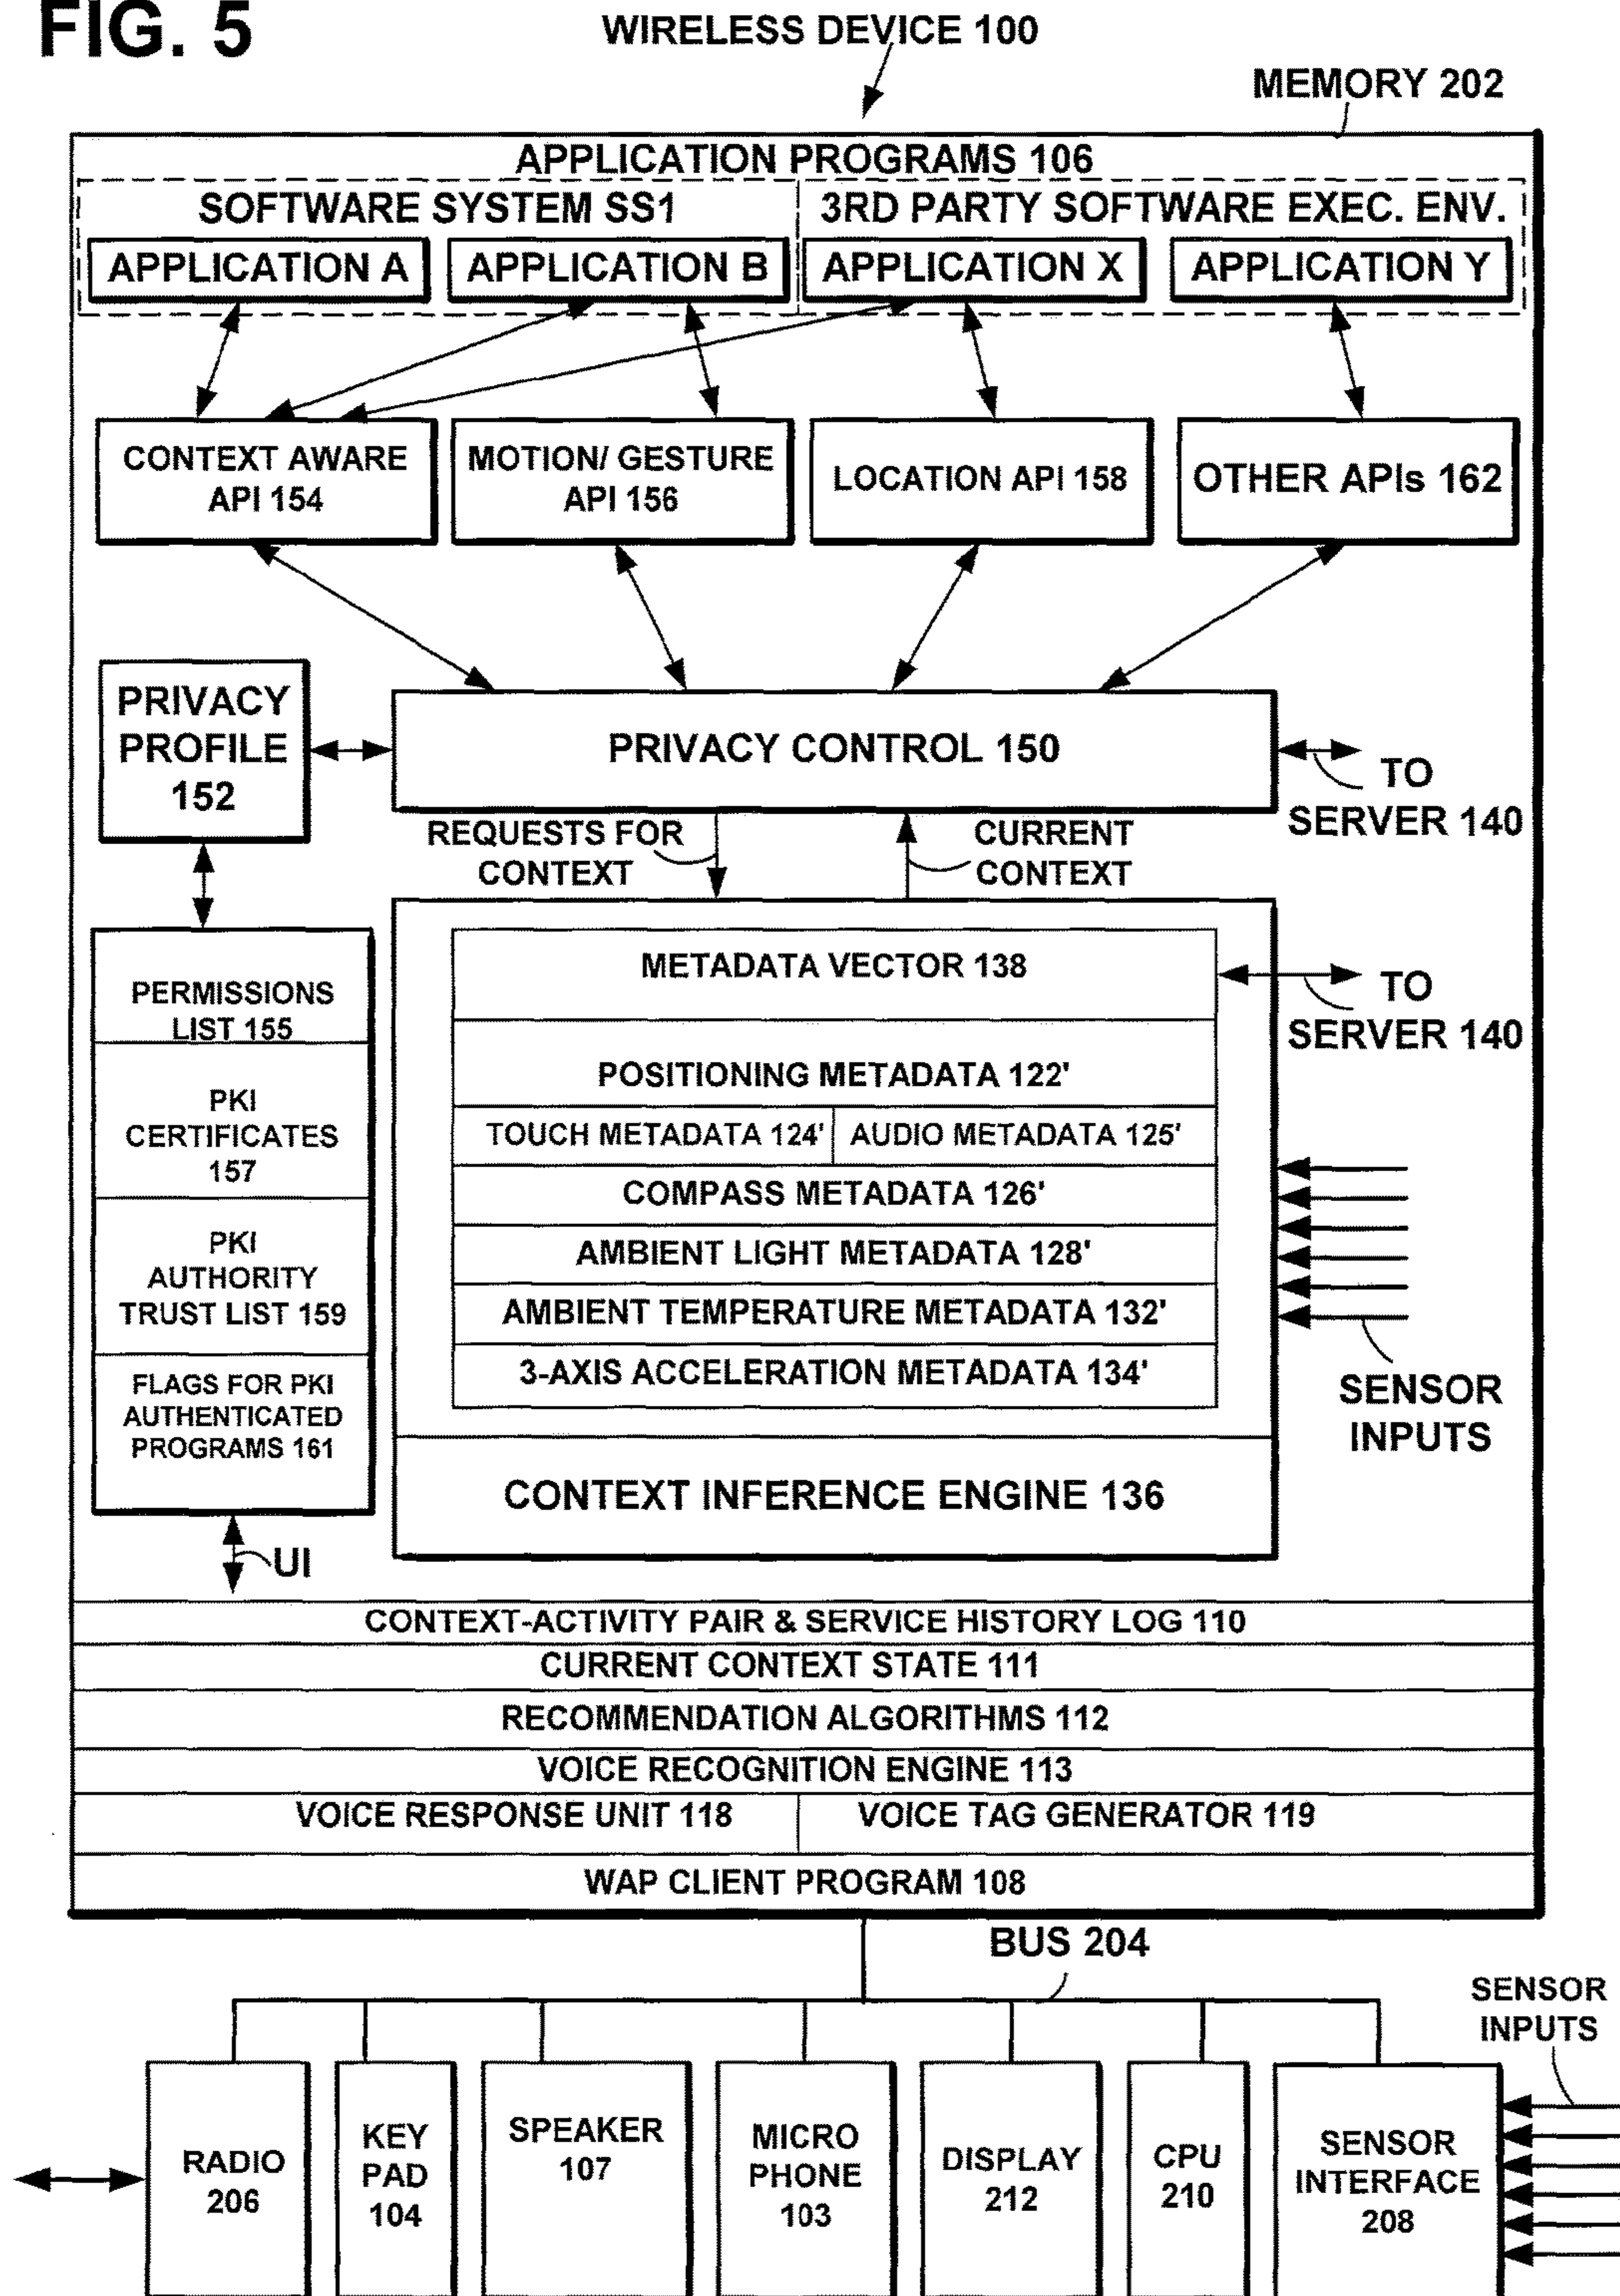 FIG. 5
WIRELESS DEVICE 100
MEMORY 202
APPLICATION PROGRAMS 106
SOFTWARE SYSTEM SS1
3RD PARTY SOFTWARE EXEC. ENV.
APPLICATION A
APPLICATION B
APPLICATION X
APPLICATION Y
CONTEXT AWARE
API 154
MOTION/ GESTURE
API 156
LOCATION API 158
OTHER APIs 162
PRIVACY
PROFILE
152
PRIVACY CONTROL 150
TO
SERVER 140
REQUESTS FOR
CONTEXT
CURRENT
CONTEXT
PERMISSIONS
LIST 155
PKI
CERTIFICATES
157
PKI
AUTHORITY
TRUST LIST 159
FLAGS FOR PKI
AUTHENTICATED
PROGRAMS 161
UI
METADATA VECTOR 138
TO
SERVER 140
POSITIONING METADATA 122'
TOUCH METADATA 124'
AUDIO METADATA 125'
COMPASS METADATA 126'
AMBIENT LIGHT METADATA 128'
AMBIENT TEMPERATURE METADATA 132'
3-AXIS ACCELERATION METADATA 134'
SENSOR
INPUTS
CONTEXT INFERENCE ENGINE 136
CONTEXT-ACTIVITY PAIR & SERVICE HISTORY LOG 110
CURRENT CONTEXT STATE 111
RECOMMENDATION ALGORITHMS 112
VOICE RECOGNITION ENGINE 113
VOICE RESPONSE UNIT 118
VOICE TAG GENERATOR 119
WAP CLIENT PROGRAM 108
BUS 204
SENSOR
INPUTS
RADIO
206
KEY
PAD
104
SPEAKER
107
MICRO
PHONE
103
DISPLAY
212
CPU
210
SENSOR
INTERFACE
208